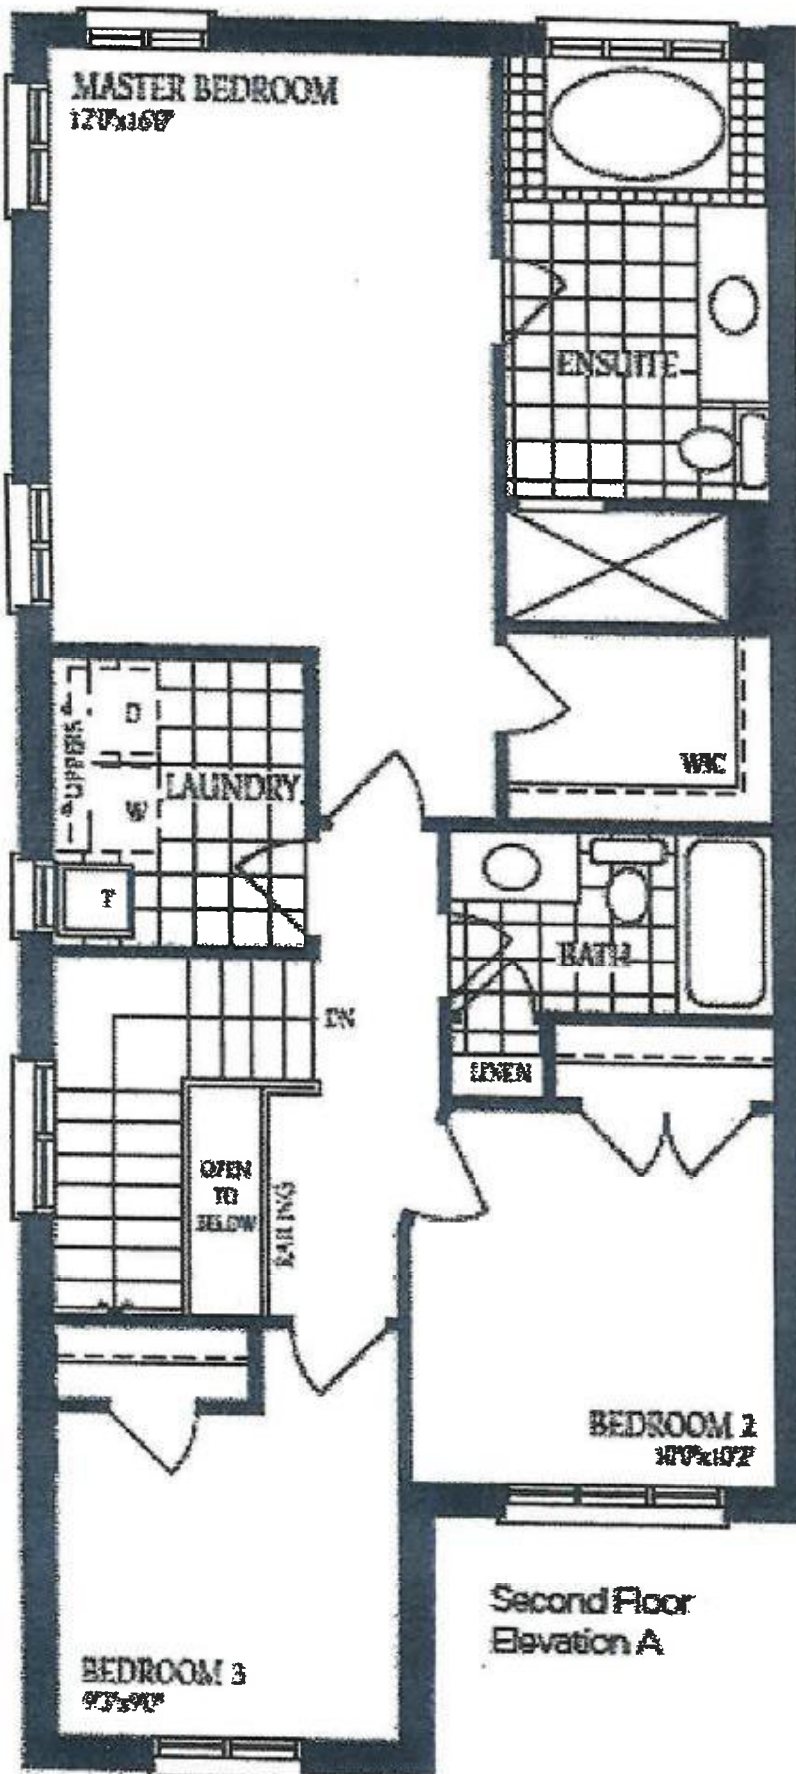 MASTER BEDROOM
ENSUITE
UPPERS
D
W
LAUNDRY
WIC
BATH
DN
LINEN
OPEN
TO
BELOW
RAILING
BEDROOM 2
BEDROOM 3
Second Floor
Elevation A